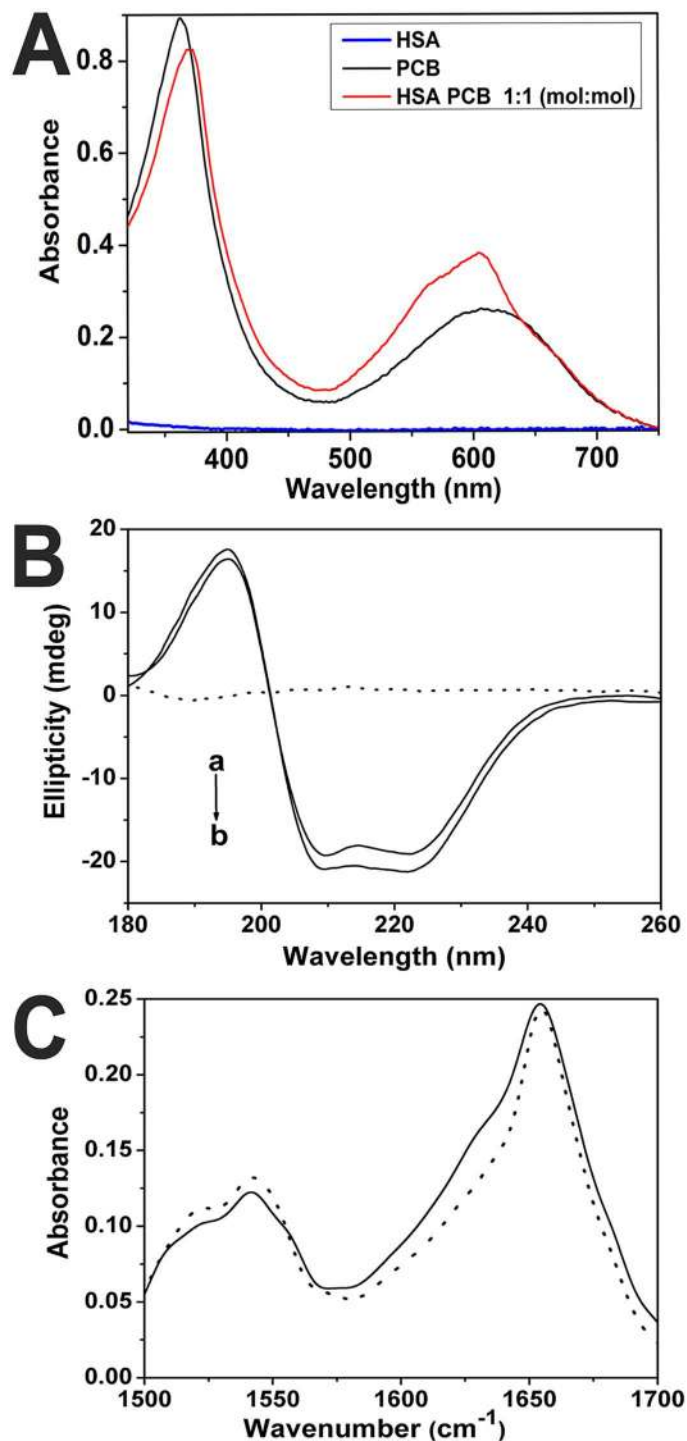 A
Absorbance
0.8
0.6
0.4
0.2
0.0
HSA
PCB
HSA PCB 1:1 (mol:mol)
400 500 600 700
Wavelength (nm)
B
Ellipticity (mdeg)
20
10
0
-10
-20
a
b
180 200 220 240 260
Wavelength (nm)
C
Absorbance
0.25
0.20
0.15
0.10
0.05
0.00
1500 1550 1600 1650 1700
Wavenumber (cm-1)